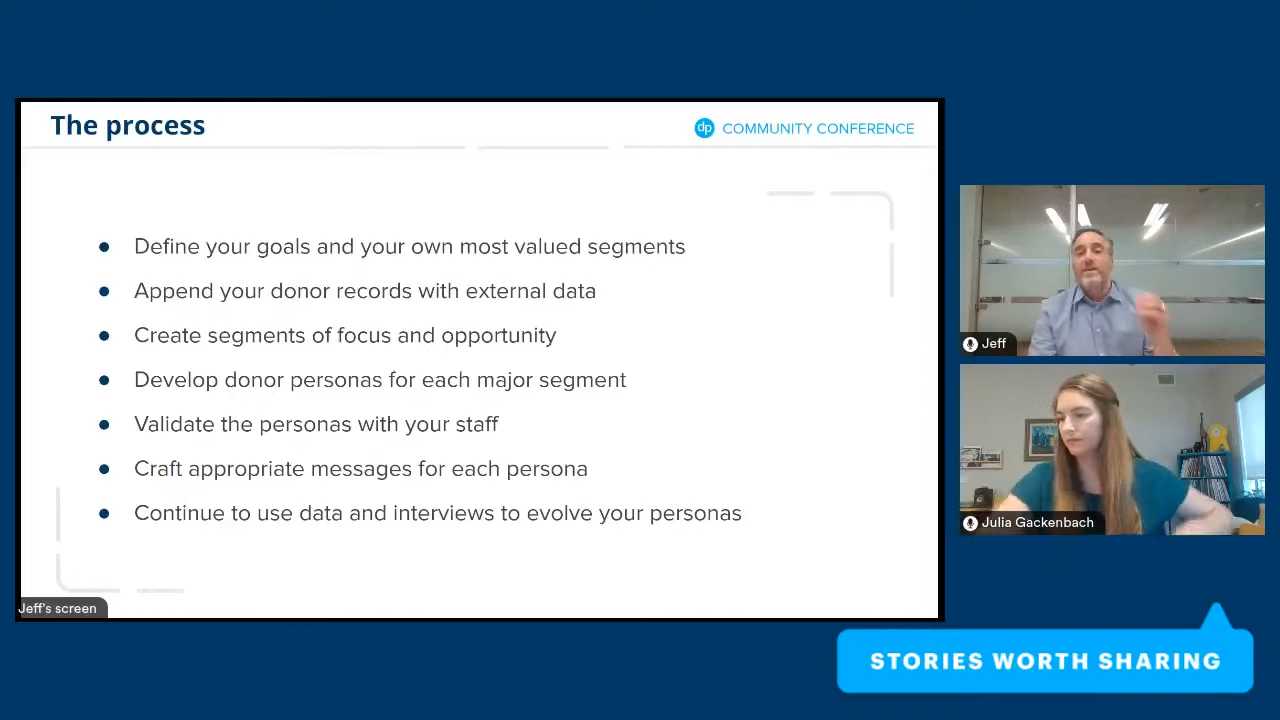 The process
dp COMMUNITY CONFERENCE
Define your goals and your own most valued segments
Append your donor records with external data
Create segments of focus and opportunity
Develop donor personas for each major segment
Validate the personas with your staff
Craft appropriate messages for each persona
Continue to use data and interviews to evolve your personas
Jeff's screen
Jeff
Julia Gackenbach
STORIES WORTH SHARING